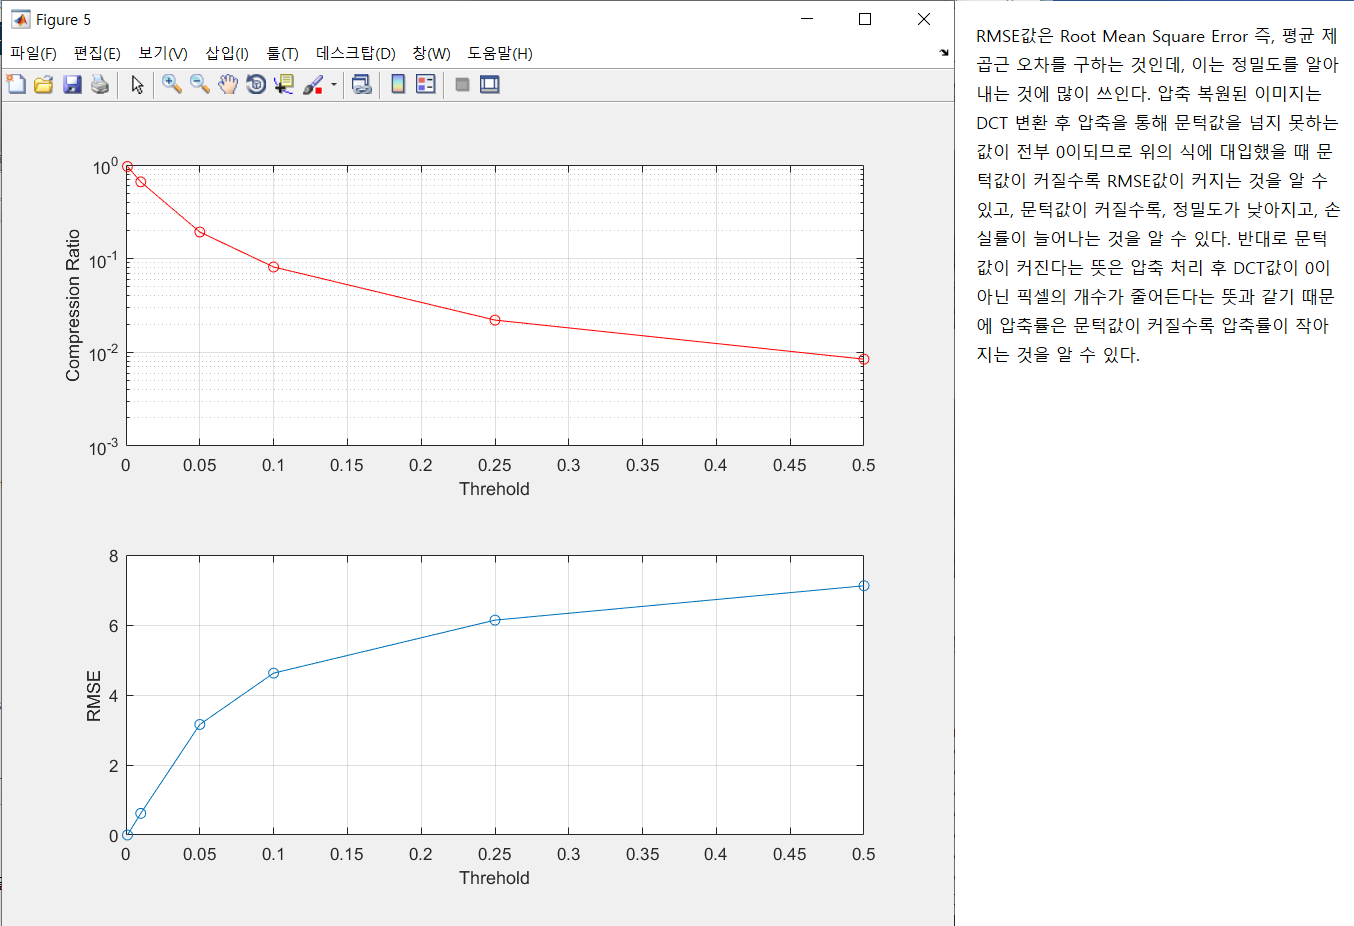 Figure 5
파일(F) 편집(E) 보기(V) 삽입(I) 툴(T) 데스크탑(D) 창(W) 도움말(H)
10^0
10^-1
10^-2
10^-3
Compression Ratio
0 0.05 0.1 0.15 0.2 0.25 0.3 0.35 0.4 0.45 0.5
Threhold
8
6
4
2
0
RMSE
0 0.05 0.1 0.15 0.2 0.25 0.3 0.35 0.4 0.45 0.5
Threhold
RMSE값은 Root Mean Square Error 즉, 평균 제
곱근 오차를 구하는 것인데, 이는 정밀도를 알아
내는 것에 많이 쓰인다. 압축 복원된 이미지는
DCT 변환 후 압축을 통해 문턱값을 넘지 못하는
값이 전부 0이되므로 위의 식에 대입했을 때 문
턱값이 커질수록 RMSE값이 커지는 것을 알 수
있고, 문턱값이 커질수록, 정밀도가 낮아지고, 손
실률이 늘어나는 것을 알 수 있다. 반대로 문턱
값이 커진다는 뜻은 압축 처리 후 DCT값이 0이
아닌 픽셀의 개수가 줄어든다는 뜻과 같기 때문
에 압축률은 문턱값이 커질수록 압축률이 작아
지는 것을 알 수 있다.